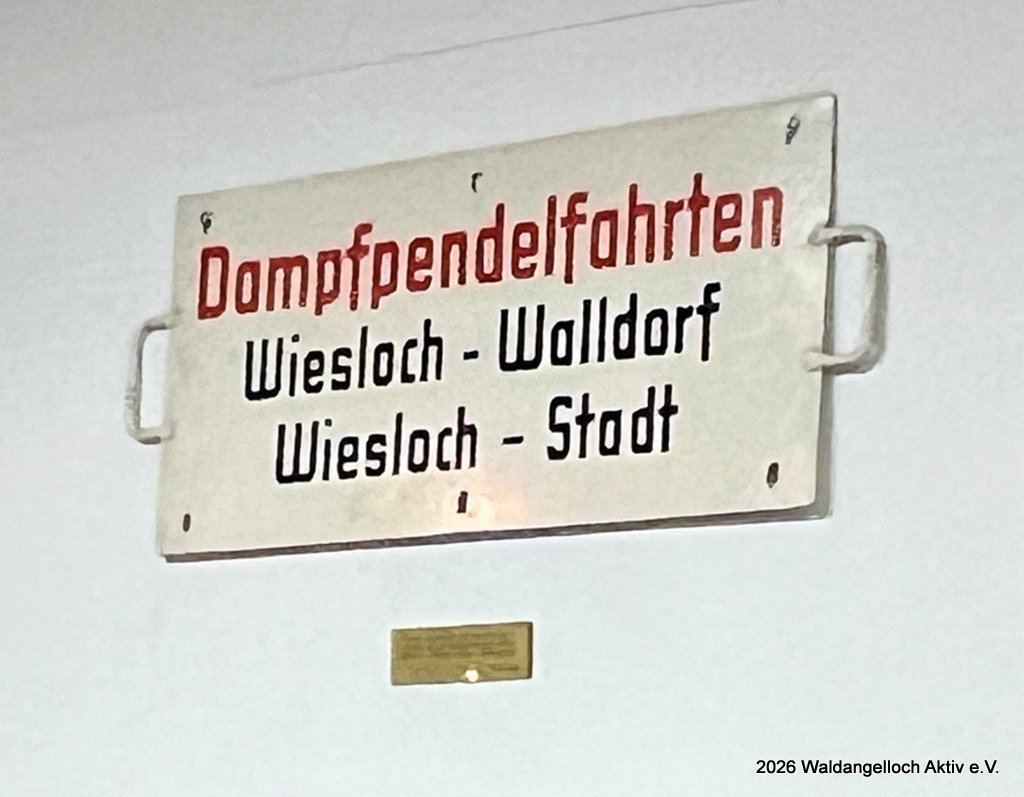 Dampfpendelfahrten
Wiesloch - Walldorf
Wiesloch - Stadt
2026 Waldangelloch Aktiv e.V.